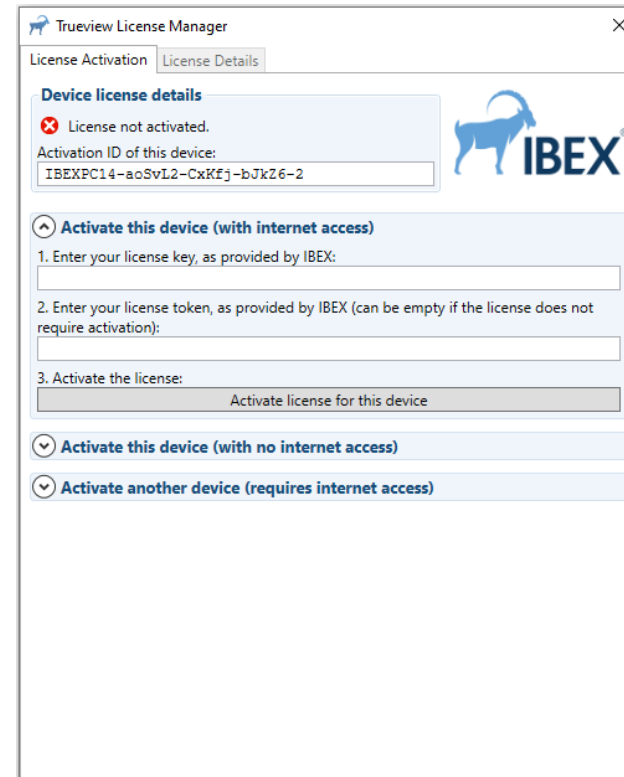 Trueview License Manager
License Activation
License Details
Device license details
License not activated.
Activation ID of this device:
IBEXPC14-aoSvL2-CxKfj-bJkZ6-2
IBEX
Activate this device (with internet access)
1. Enter your license key, as provided by IBEX:
2. Enter your license token, as provided by IBEX (can be empty if the license does not
require activation):
3. Activate the license:
Activate license for this device
Activate this device (with no internet access)
Activate another device (requires internet access)